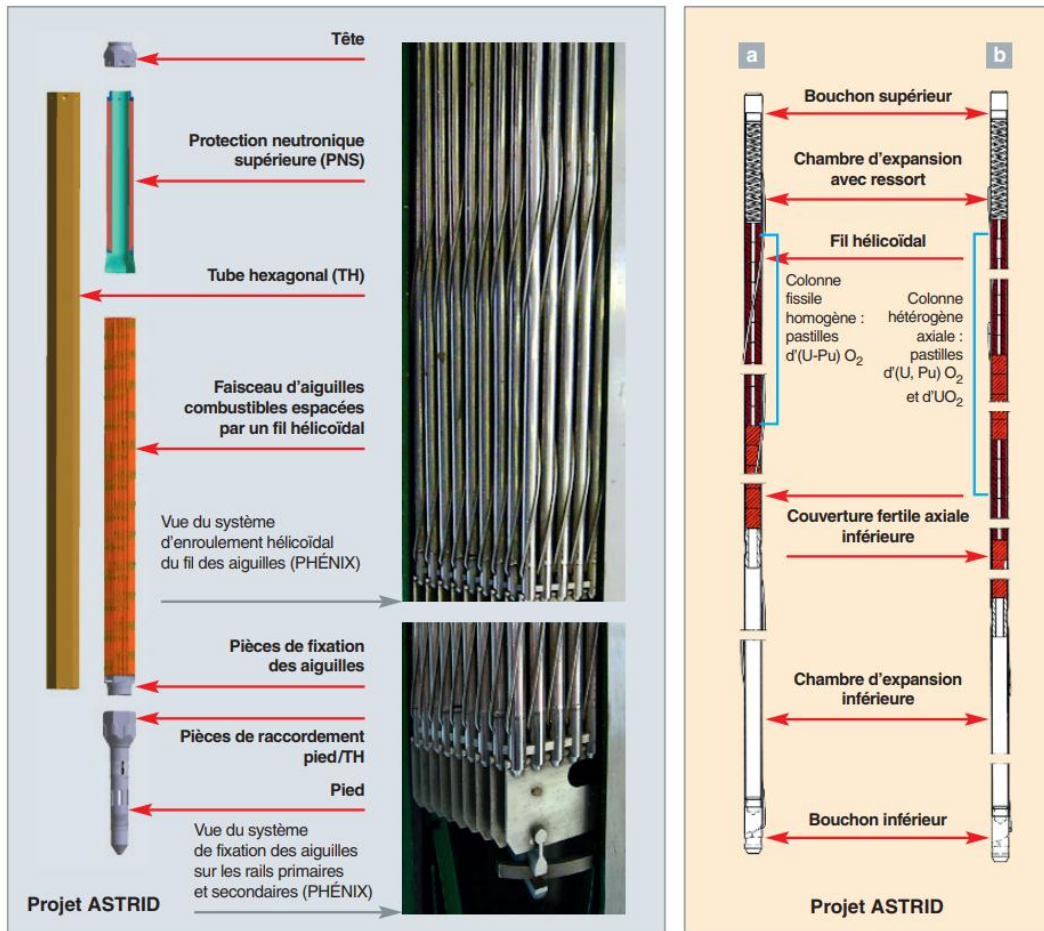 Tête
Protection neutronique
supérieure (PNS)
Tube hexagonal (TH)
Faisceau d'aiguilles
combustibles espacées
par un fil hélicoïdal
Vue du système
d'enroulement hélicoïdal
du fil des aiguilles (PHÉNIX)
Pièces de fixation
des aiguilles
Pièces de raccordement
pied/TH
Pied
Vue du système
de fixation des aiguilles
sur les rails primaires
et secondaires (PHÉNIX)
Projet ASTRID
a
b
Bouchon supérieur
Chambre d'expansion
avec ressort
Fil hélicoïdal
Colonne
fissile
homogène :
pastilles
d'(U-Pu) O2
Colonne
hétérogène
axiale :
pastilles
d'(U, Pu) O2
et d'UO2
Couverture fertile axiale
inférieure
Chambre d'expansion
inférieure
Bouchon inférieur
Projet ASTRID